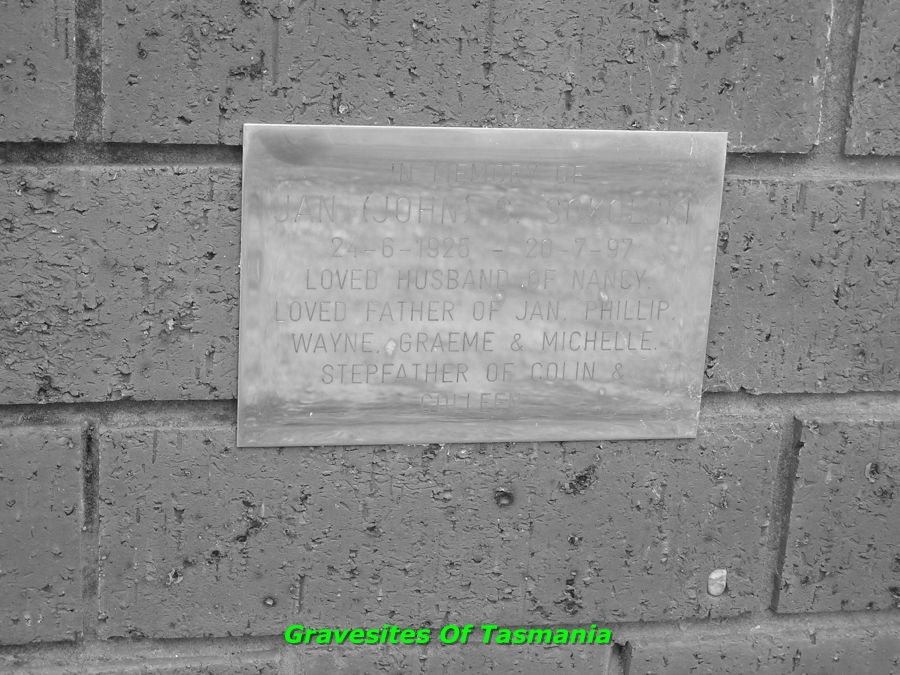 IN MEMORY OF
JAN (JOHN) S. SOKOLSKI
24-6-1925 - 20-7-97
LOVED HUSBAND OF NANCY.
LOVED FATHER OF JAN, PHILLIP,
WAYNE, GRAEME & MICHELLE.
STEPFATHER OF COLIN &
COLLEEN
Gravesites Of Tasmania